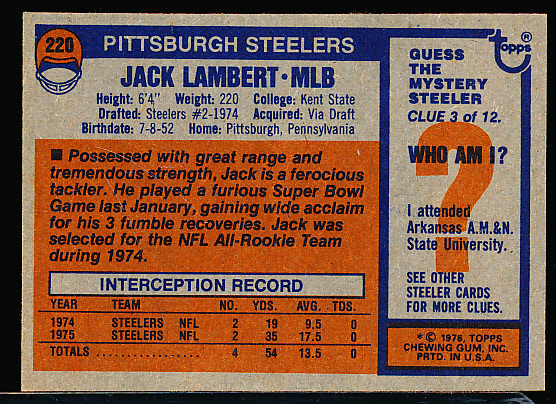 220
PITTSBURGH STEELERS
JACK LAMBERT • MLB
Height: 6'4" Weight: 220 College: Kent State
Drafted: Steelers #2-1974 Acquired: Via Draft
Birthdate: 7-8-52 Home: Pittsburgh, Pennsylvania
■ Possessed with great range and
tremendous strength, Jack is a ferocious
tackler. He played a furious Super Bowl
Game last January, gaining wide acclaim
for his 3 fumble recoveries. Jack was
selected for the NFL All-Rookie Team
during 1974.
INTERCEPTION RECORD
YEAR TEAM NO. YDS. AVG. TDS.
1974 STEELERS NFL 2 19 9.5 0
1975 STEELERS NFL 2 35 17.5 0
TOTALS 4 54 13.5 0
topps®
GUESS
THE
MYSTERY
STEELER
CLUE 3 of 12.
?
WHO AM I?
I attended
Arkansas A.M.&N.
State University.
SEE OTHER
STEELER CARDS
FOR MORE CLUES.
*© 1976, TOPPS
CHEWING GUM, INC.
PRTD. IN U.S.A.